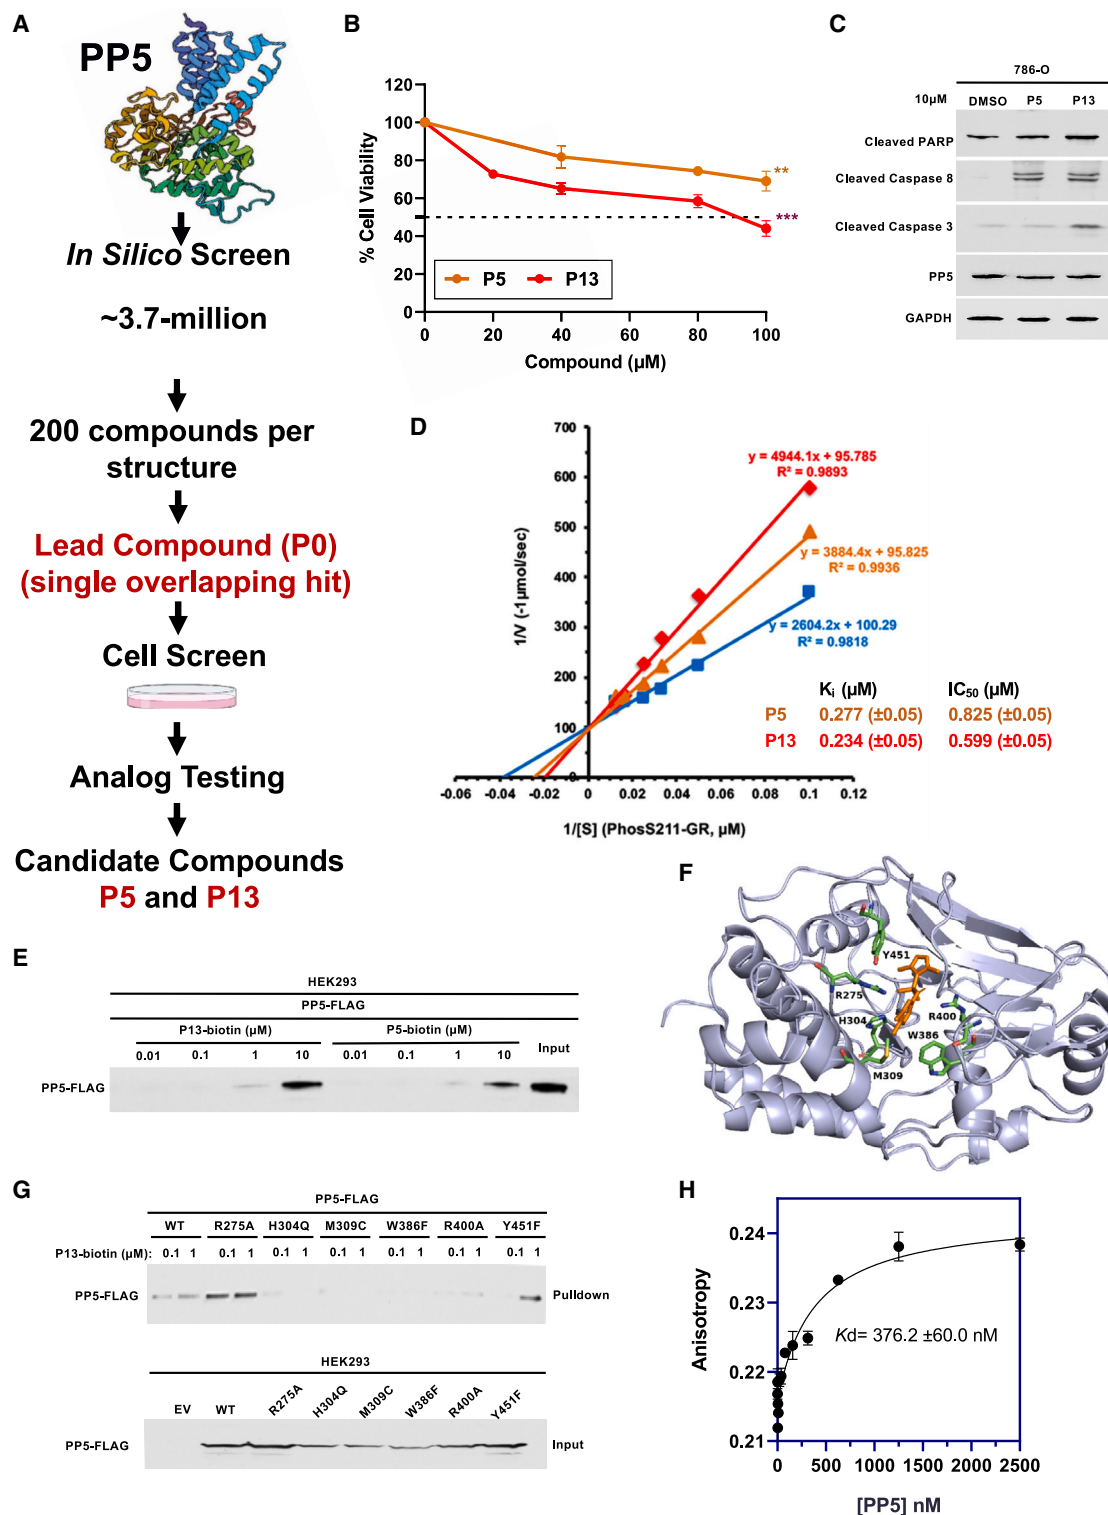 A
PP5
In Silico Screen
~3.7-million
200 compounds per
structure
Lead Compound (P0)
(single overlapping hit)
Cell Screen
Analog Testing
Candidate Compounds
P5 and P13
B
% Cell Viability
120
100
80
60
40
20
0
P5 P13
**
***
0 20 40 60 80 100
Compound (µM)
C
786-O
10µM DMSO P5 P13
Cleaved PARP
Cleaved Caspase 8
Cleaved Caspase 3
PP5
GAPDH
D
1/V (-1µmol/sec)
700
600
500
400
300
200
100
0
y = 4944.1x + 95.785
R² = 0.9893
y = 3884.4x + 95.825
R² = 0.9936
y = 2604.2x + 100.29
R² = 0.9818
Ki (µM) IC50 (µM)
P5 0.277 (±0.05) 0.825 (±0.05)
P13 0.234 (±0.05) 0.599 (±0.05)
-0.06 -0.04 -0.02 0 0.02 0.04 0.06 0.08 0.10 0.12
1/[S] (PhosS211-GR, µM)
E
HEK293
PP5-FLAG
P13-biotin (µM) P5-biotin (µM)
0.01 0.1 1 10 0.01 0.1 1 10 Input
PP5-FLAG
F
Y451
R275
H304
R400
W386
M309
G
PP5-FLAG
WT R275A H304Q M309C W386F R400A Y451F
P13-biotin (µM): 0.1 1 0.1 1 0.1 1 0.1 1 0.1 1 0.1 1 0.1 1
PP5-FLAG Pulldown
HEK293
EV WT R275A H304Q M309C W386F R400A Y451F
PP5-FLAG Input
H
Anisotropy
0.24
0.23
0.22
0.21
Kd= 376.2 ±60.0 nM
0 500 1000 1500 2000 2500
[PP5] nM